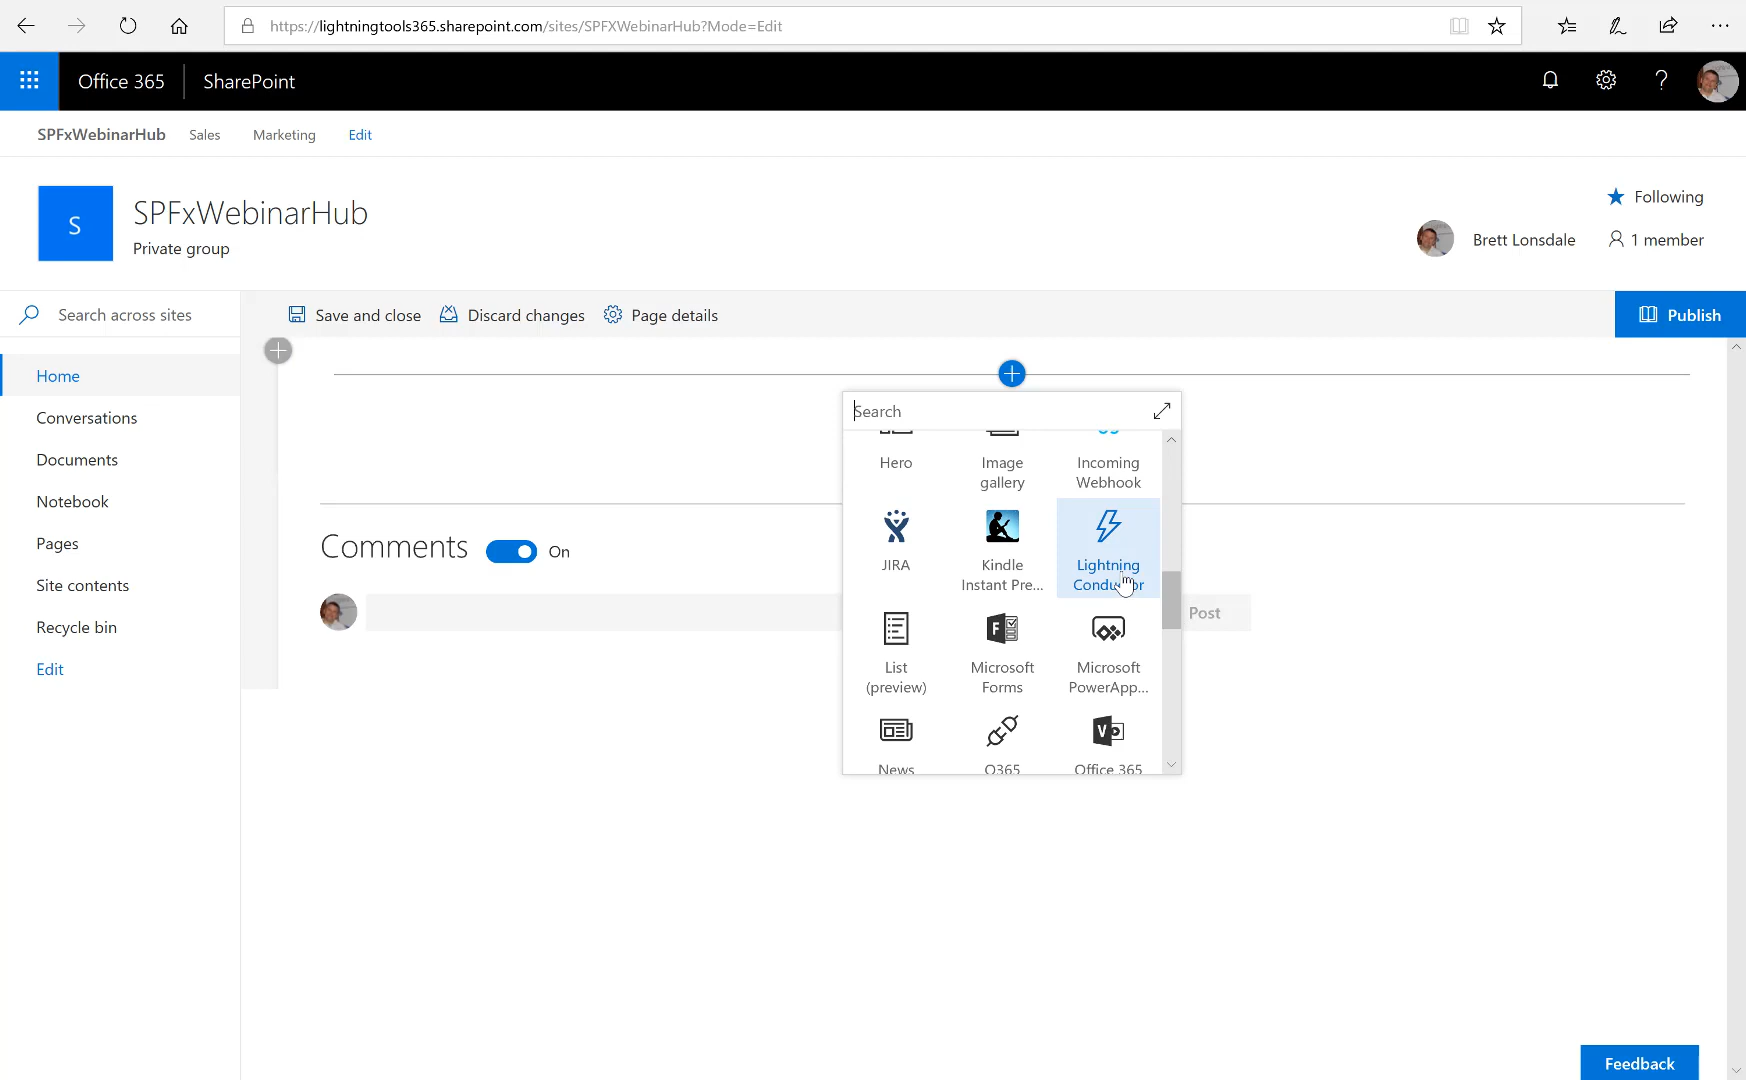 https://lightningtools365.sharepoint.com/sites/SPFXWebinarHub?Mode=Edit
Office 365
SharePoint
?
SPFxWebinarHub
Sales
Marketing
Edit
S
SPFxWebinarHub
Private group
Following
Brett Lonsdale
1 member
Search across sites
Save and close
Discard changes
Page details
Publish
Home
Conversations
Documents
Notebook
Pages
Site contents
Recycle bin
Edit
Search
Hero
Image
gallery
Incoming
Webhook
JIRA
Kindle
Instant Pre...
Lightning
Conductor
List
(preview)
Microsoft
Forms
Microsoft
PowerApp...
News
O365
Office 365
Comments
On
Post
Feedback